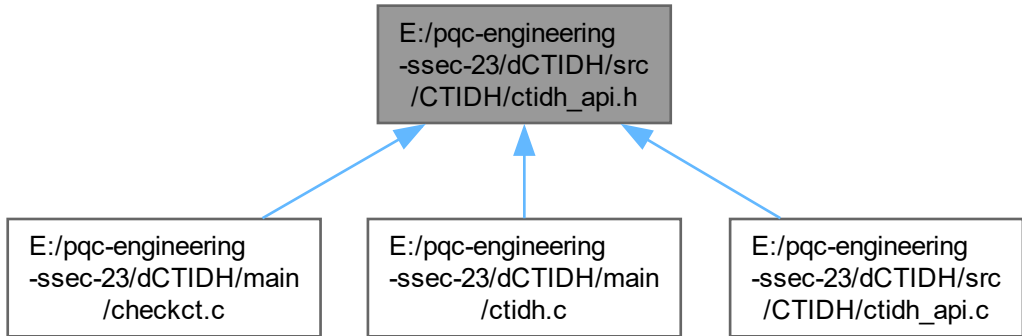 E:/pqc-engineering
-ssec-23/dCTIDH/src
/CTIDH/ctidh_api.h
E:/pqc-engineering
-ssec-23/dCTIDH/main
/checkct.c
E:/pqc-engineering
-ssec-23/dCTIDH/main
/ctidh.c
E:/pqc-engineering
-ssec-23/dCTIDH/src
/CTIDH/ctidh_api.c